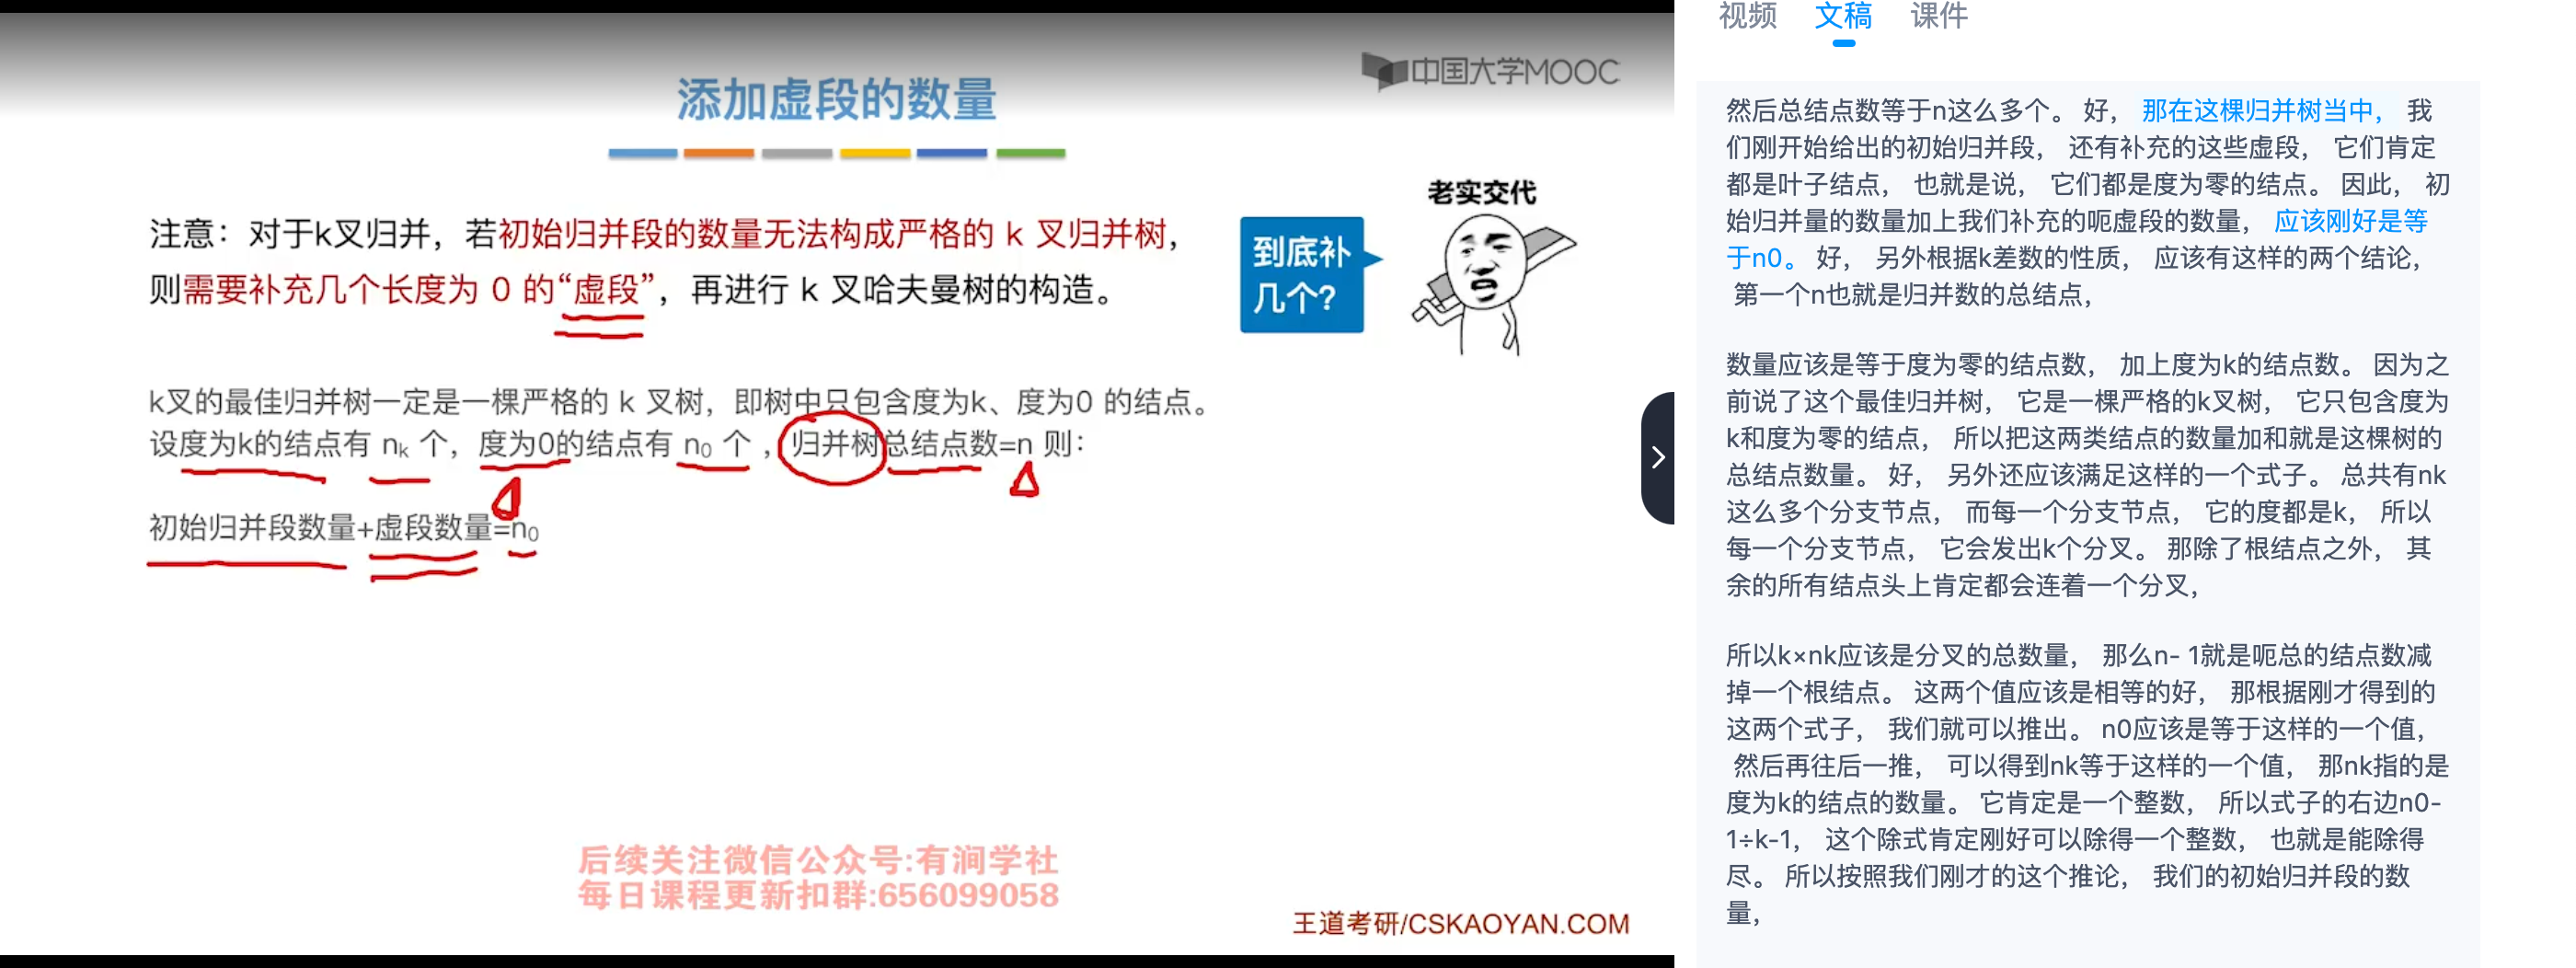 添加虚段的数量
中国大学MOOC
注意：对于k叉归并，若初始归并段的数量无法构成严格的 k 叉归并树，
则需要补充几个长度为 0 的“虚段”，再进行 k 叉哈夫曼树的构造。
老实交代
到底补
几个?
k叉的最佳归并树一定是一棵严格的 k 叉树，即树中只包含度为k、度为0 的结点。
设度为k的结点有 nk 个，度为0的结点有 n0 个 ，归并树总结点数=n 则：
初始归并段数量+虚段数量=n0
后续关注微信公众号:有涧学社
每日课程更新扣群:656099058
王道考研/CSKAOYAN.COM
视频 文稿 课件
然后总结点数等于n这么多个。 好， 那在这棵归并树当中， 我
们刚开始给出的初始归并段， 还有补充的这些虚段， 它们肯定
都是叶子结点， 也就是说， 它们都是度为零的结点。 因此， 初
始归并量的数量加上我们补充的呃虚段的数量， 应该刚好是等
于n0。 好， 另外根据k差数的性质， 应该有这样的两个结论，
第一个n也就是归并数的总结点，
数量应该是等于度为零的结点数， 加上度为k的结点数。 因为之
前说了这个最佳归并树， 它是一棵严格的k叉树， 它只包含度为
k和度为零的结点， 所以把这两类结点的数量加和就是这棵树的
总结点数量。 好， 另外还应该满足这样的一个式子。 总共有nk
这么多个分支节点， 而每一个分支节点， 它的度都是k， 所以
每一个分支节点， 它会发出k个分叉。 那除了根结点之外， 其
余的所有结点头上肯定都会连着一个分叉，
所以k×nk应该是分叉的总数量， 那么n- 1就是呃总的结点数减
掉一个根结点。 这两个值应该是相等的好， 那根据刚才得到的
这两个式子， 我们就可以推出。 n0应该是等于这样的一个值，
然后再往后一推， 可以得到nk等于这样的一个值， 那nk指的是
度为k的结点的数量。 它肯定是一个整数， 所以式子的右边n0-
1÷k-1， 这个除式肯定刚好可以除得一个整数， 也就是能除得
尽。 所以按照我们刚才的这个推论， 我们的初始归并段的数
量，